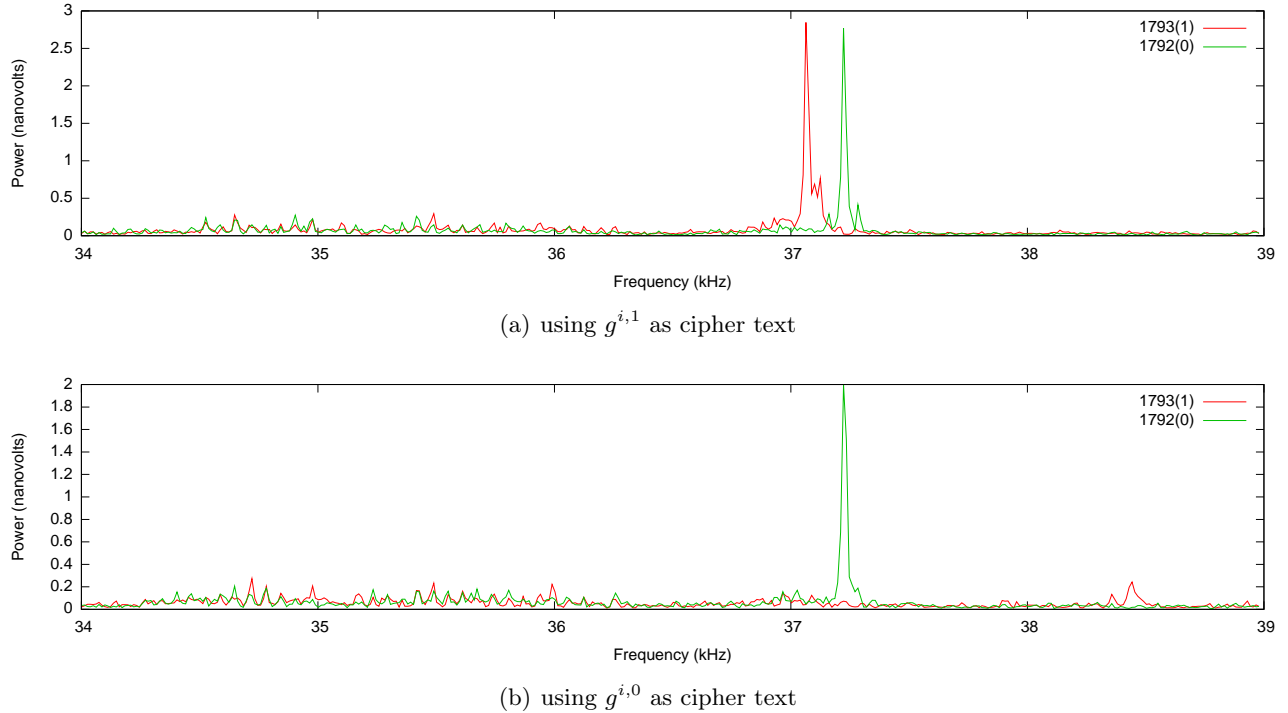 3
2.5
2
1.5
1
0.5
0
Power (nanovolts)
1793(1)
1792(0)
34 35 36 37 38 39
Frequency (kHz)
(a) using g^{i,1} as cipher text
2
1.8
1.6
1.4
1.2
1
0.8
0.6
0.4
0.2
0
Power (nanovolts)
1793(1)
1792(0)
34 35 36 37 38 39
Frequency (kHz)
(b) using g^{i,0} as cipher text